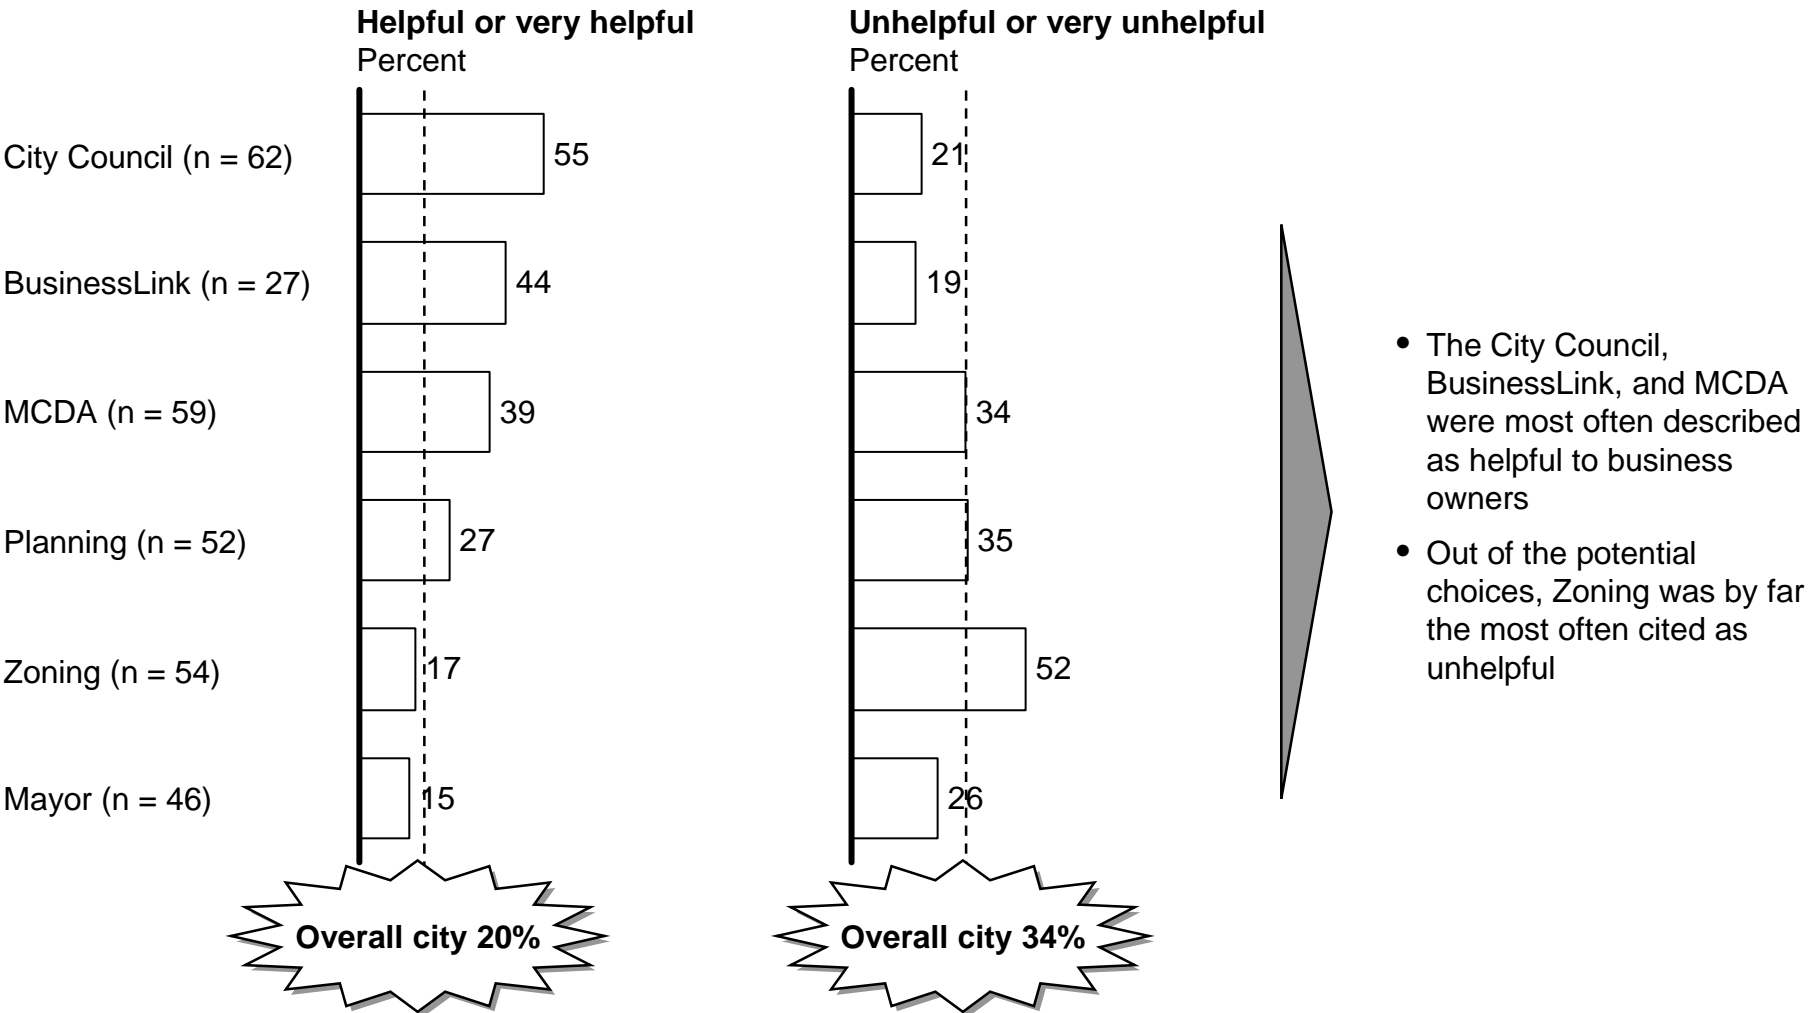 Helpful or very helpful
Percent
Unhelpful or very unhelpful
Percent
City Council (n = 62)
55
21
BusinessLink (n = 27)
44
19
MCDA (n = 59)
39
34
Planning (n = 52)
27
35
Zoning (n = 54)
17
52
Mayor (n = 46)
15
26
Overall city 20%
Overall city 34%
• The City Council,
BusinessLink, and MCDA
were most often described
as helpful to business
owners
• Out of the potential
choices, Zoning was by far
the most often cited as
unhelpful